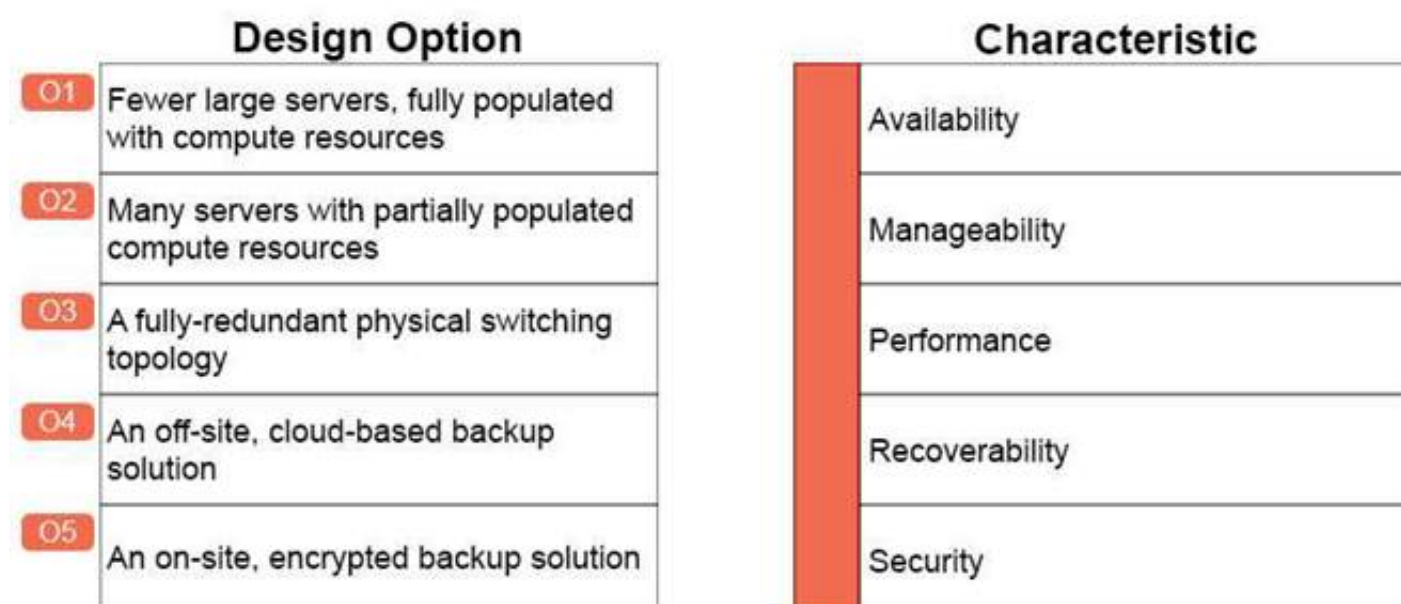 Design Option
Characteristic
O1
Fewer large servers, fully populated
with compute resources
Availability
O2
Many servers with partially populated
compute resources
Manageability
O3
A fully-redundant physical switching
topology
Performance
O4
An off-site, cloud-based backup
solution
Recoverability
O5
An on-site, encrypted backup solution
Security